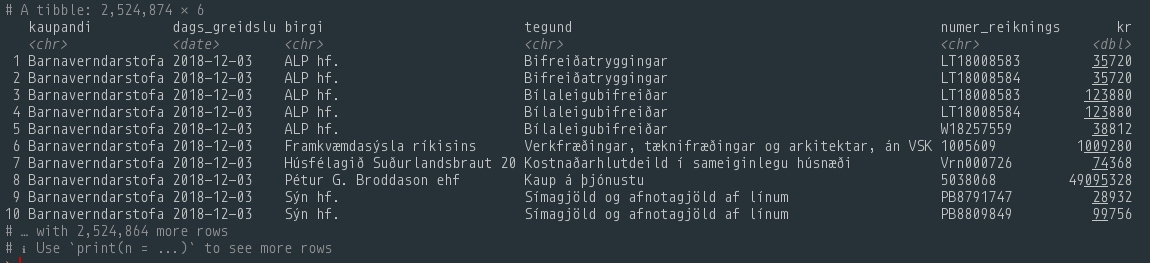 # A tibble: 2,524,874 × 6
kaupandi dags_greidslu birgi tegund numer_reiknings kr
<chr> <date> <chr> <chr> <chr> <dbl>
1 Barnaverndarstofa 2018-12-03 ALP hf. Bifreiðatryggingar LT18008583 35720
2 Barnaverndarstofa 2018-12-03 ALP hf. Bifreiðatryggingar LT18008584 35720
3 Barnaverndarstofa 2018-12-03 ALP hf. Bílaleigubifreiðar LT18008583 123880
4 Barnaverndarstofa 2018-12-03 ALP hf. Bílaleigubifreiðar LT18008584 123880
5 Barnaverndarstofa 2018-12-03 ALP hf. Bílaleigubifreiðar W18257559 38812
6 Barnaverndarstofa 2018-12-03 Framkvæmdasýsla ríkisins Verkfræðingar, tæknifræðingar og arkitektar, án VSK 1005609 1009280
7 Barnaverndarstofa 2018-12-03 Húsfélagið Suðurlandsbraut 20 Kostnaðarhlutdeild í sameiginlegu húsnæði Vrn000726 74368
8 Barnaverndarstofa 2018-12-03 Pétur G. Broddason ehf Kaup á þjónustu 5038068 49095328
9 Barnaverndarstofa 2018-12-03 Sýn hf. Símagjöld og afnotagjöld af línum PB8791747 28932
10 Barnaverndarstofa 2018-12-03 Sýn hf. Símagjöld og afnotagjöld af línum PB8809849 99756
# … with 2,524,864 more rows
# ℹ Use `print(n = ...)` to see more rows